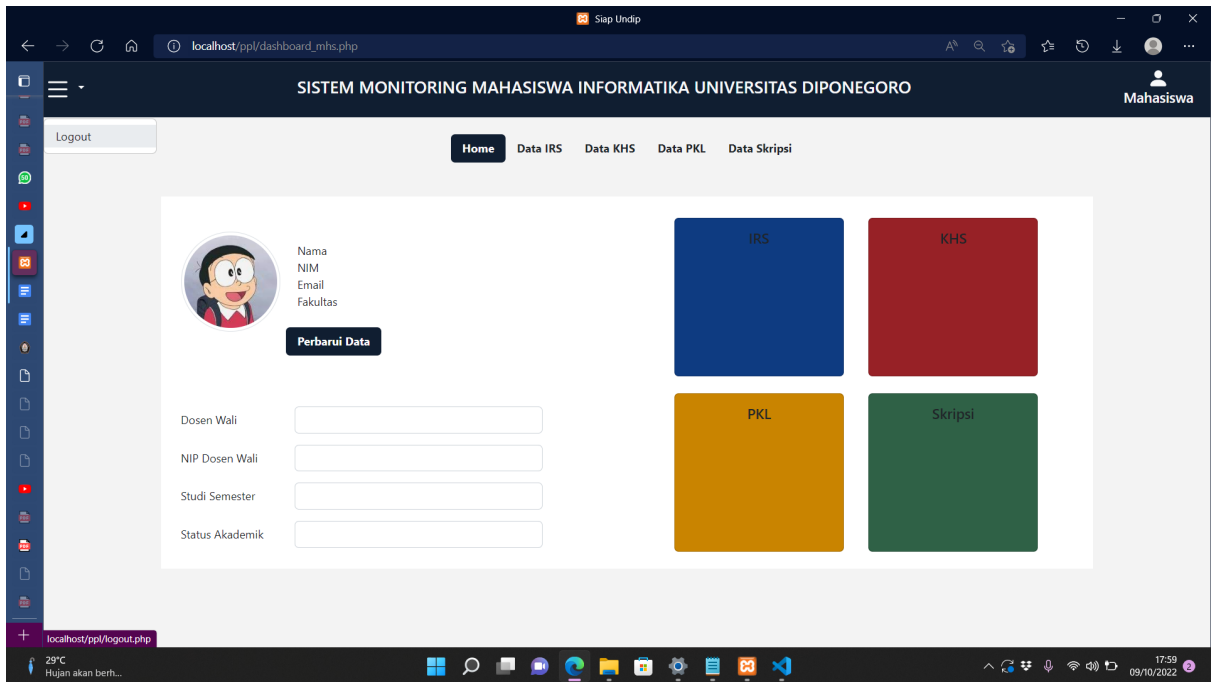 Siap Undip
localhost/ppl/dashboard_mhs.php
SISTEM MONITORING MAHASISWA INFORMATIKA UNIVERSITAS DIPONEGORO
Mahasiswa
Logout
Home Data IRS Data KHS Data PKL Data Skripsi
Nama
NIM
Email
Fakultas
Perbarui Data
IRS KHS
PKL Skripsi
Dosen Wali
NIP Dosen Wali
Studi Semester
Status Akademik
localhost/ppl/logout.php
29°C
Hujan akan berh...
17:59
09/10/2022
2